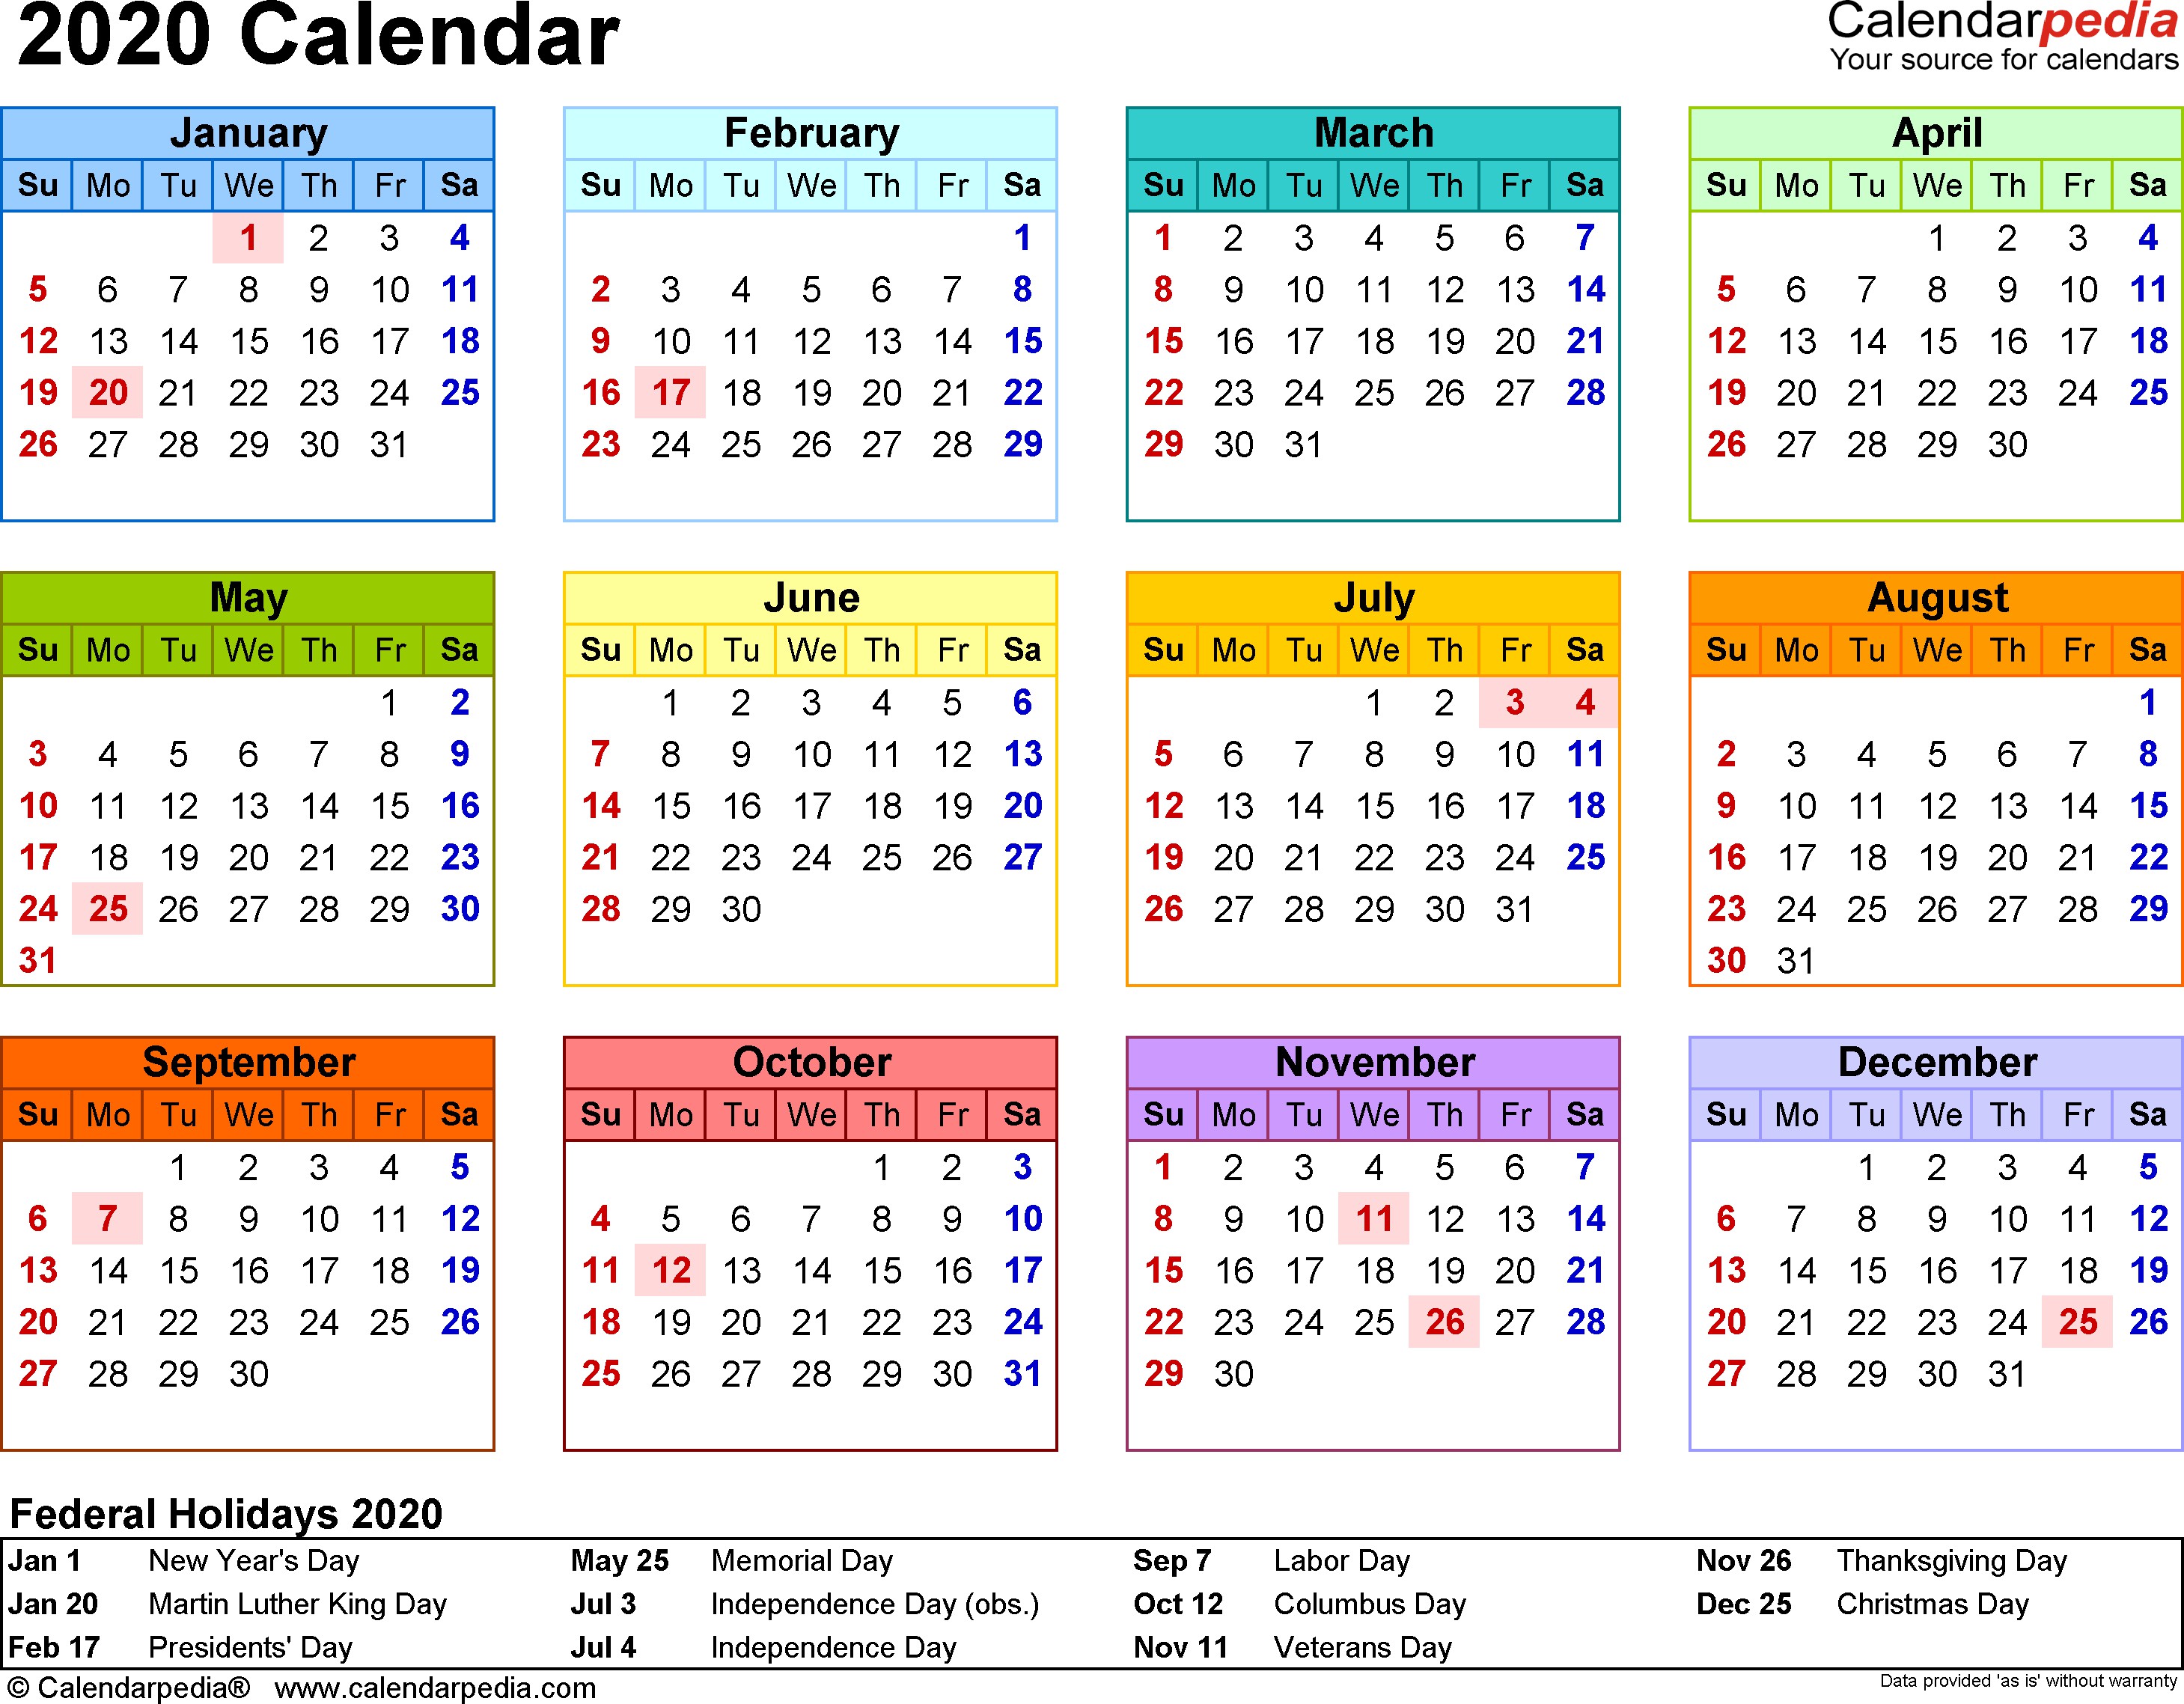 2020 Calendar
Calendarpedia
Your source for calendars
January February March April
Su Mo Tu We Th Fr Sa Su Mo Tu We Th Fr Sa Su Mo Tu We Th Fr Sa Su Mo Tu We Th Fr Sa
1 2 3 4 1 1 2 3 4 5 6 7 1 2 3 4
5 6 7 8 9 10 11 2 3 4 5 6 7 8 8 9 10 11 12 13 14 5 6 7 8 9 10 11
12 13 14 15 16 17 18 9 10 11 12 13 14 15 15 16 17 18 19 20 21 12 13 14 15 16 17 18
19 20 21 22 23 24 25 16 17 18 19 20 21 22 22 23 24 25 26 27 28 19 20 21 22 23 24 25
26 27 28 29 30 31 23 24 25 26 27 28 29 29 30 31 26 27 28 29 30
May June July August
Su Mo Tu We Th Fr Sa Su Mo Tu We Th Fr Sa Su Mo Tu We Th Fr Sa Su Mo Tu We Th Fr Sa
1 2 1 2 3 4 5 6 1 2 3 4 1
3 4 5 6 7 8 9 7 8 9 10 11 12 13 5 6 7 8 9 10 11 2 3 4 5 6 7 8
10 11 12 13 14 15 16 14 15 16 17 18 19 20 12 13 14 15 16 17 18 9 10 11 12 13 14 15
17 18 19 20 21 22 23 21 22 23 24 25 26 27 19 20 21 22 23 24 25 16 17 18 19 20 21 22
24 25 26 27 28 29 30 28 29 30 26 27 28 29 30 31 23 24 25 26 27 28 29
31 30 31
September October November December
Su Mo Tu We Th Fr Sa Su Mo Tu We Th Fr Sa Su Mo Tu We Th Fr Sa Su Mo Tu We Th Fr Sa
1 2 3 4 5 1 2 3 1 2 3 4 5 6 7 1 2 3 4 5
6 7 8 9 10 11 12 4 5 6 7 8 9 10 8 9 10 11 12 13 14 6 7 8 9 10 11 12
13 14 15 16 17 18 19 11 12 13 14 15 16 17 15 16 17 18 19 20 21 13 14 15 16 17 18 19
20 21 22 23 24 25 26 18 19 20 21 22 23 24 22 23 24 25 26 27 28 20 21 22 23 24 25 26
27 28 29 30 25 26 27 28 29 30 31 29 30 27 28 29 30 31
Federal Holidays 2020
Jan 1 New Year's Day May 25 Memorial Day Sep 7 Labor Day Nov 26 Thanksgiving Day
Jan 20 Martin Luther King Day Jul 3 Independence Day (obs.) Oct 12 Columbus Day Dec 25 Christmas Day
Feb 17 Presidents' Day Jul 4 Independence Day Nov 11 Veterans Day
© Calendarpedia® www.calendarpedia.com Data provided 'as is' without warranty